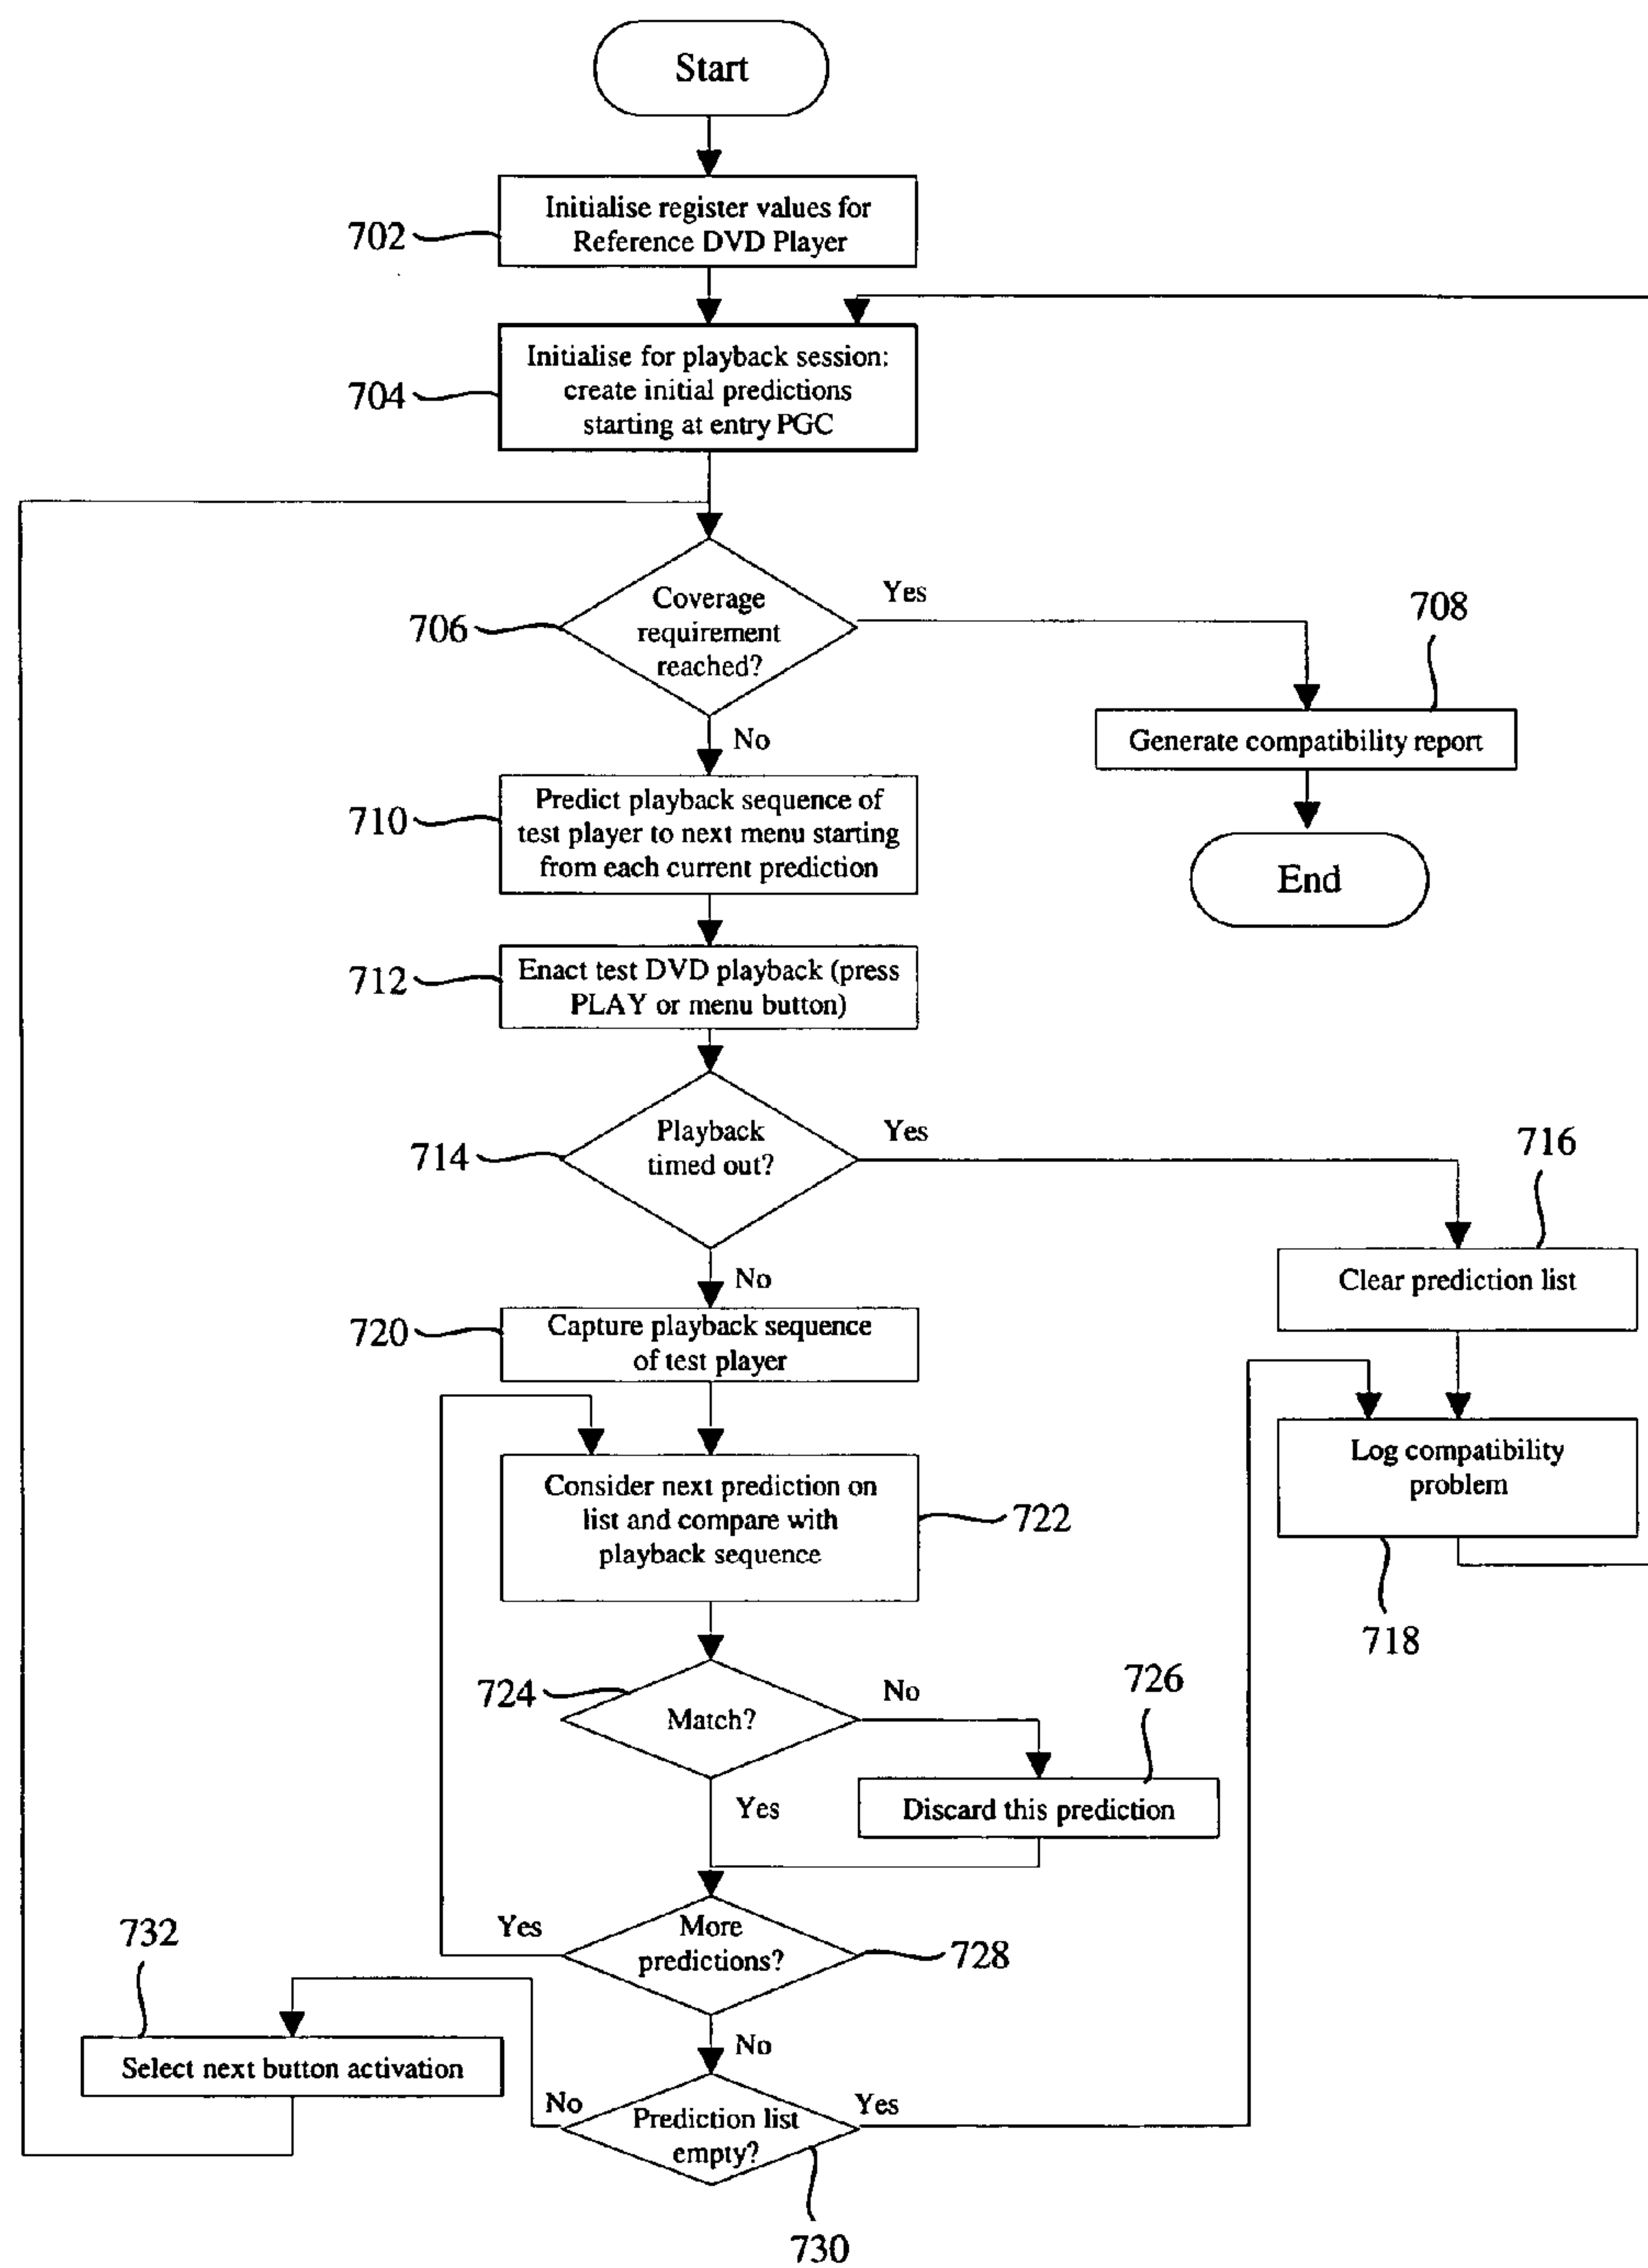 Start
Initialise register values for
Reference DVD Player
702
Initialise for playback session:
create initial predictions
starting at entry PGC
704
Coverage
requirement
reached?
706
Yes
708
No
Generate compatibility report
Predict playback sequence of
test player to next menu starting
from each current prediction
710
End
Enact test DVD playback (press
PLAY or menu button)
712
Playback
timed out?
714
Yes
716
No
Clear prediction list
Capture playback sequence
of test player
720
Log compatibility
problem
718
Consider next prediction on
list and compare with
playback sequence
722
724
Match?
No
726
Yes
Discard this prediction
More
predictions?
Yes
728
732
No
Select next button activation
No
Prediction list
empty?
Yes
730